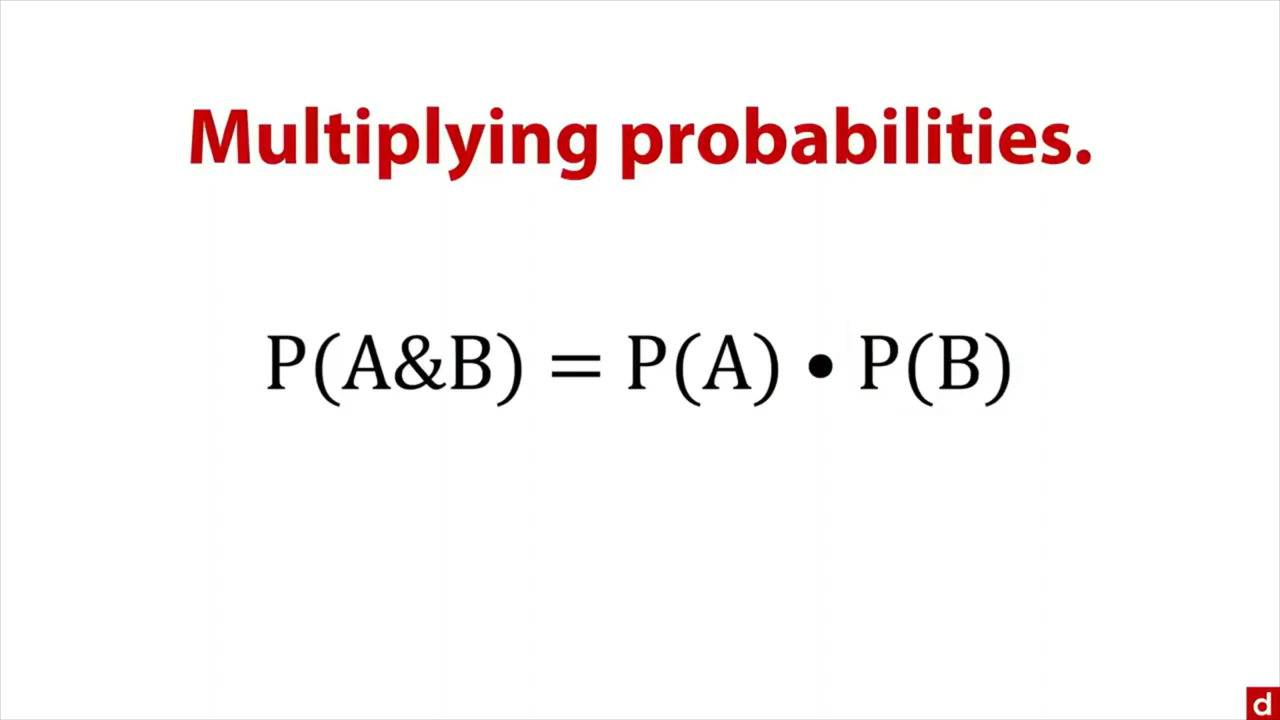 Multiplying probabilities.
P(A&B) = P(A) • P(B)
d